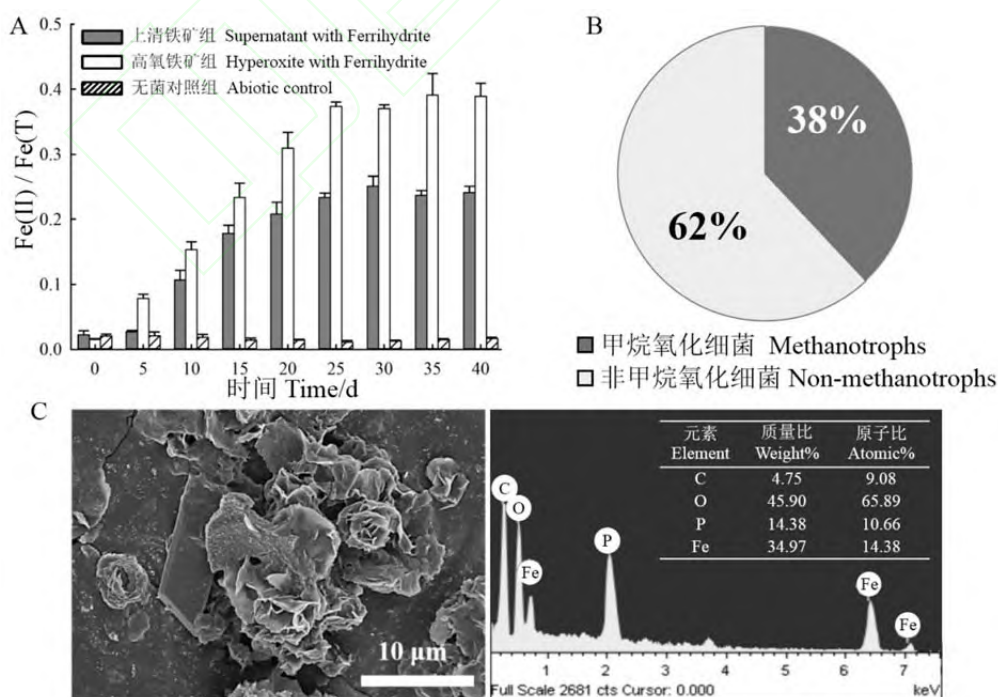 A
上清铁矿组 Supernatant with Ferrihydrite
高氧铁矿组 Hyperoxite with Ferrihydrite
无菌对照组 Abiotic control
Fe(II) / Fe(T)
0.5
0.4
0.3
0.2
0.1
0.0
0 5 10 15 20 25 30 35 40
时间 Time/d
B
38%
62%
甲烷氧化细菌 Methanotrophs
非甲烷氧化细菌 Non-methanotrophs
C
10 μm
元素 质量比 原子比
Element Weight% Atomic%
C 4.75 9.08
O 45.90 65.89
P 14.38 10.66
Fe 34.97 14.38
C
O
Fe
P
Fe
Fe
1 2 3 4 5 6 7
Full Scale 2681 cts Cursor: 0.000 keV